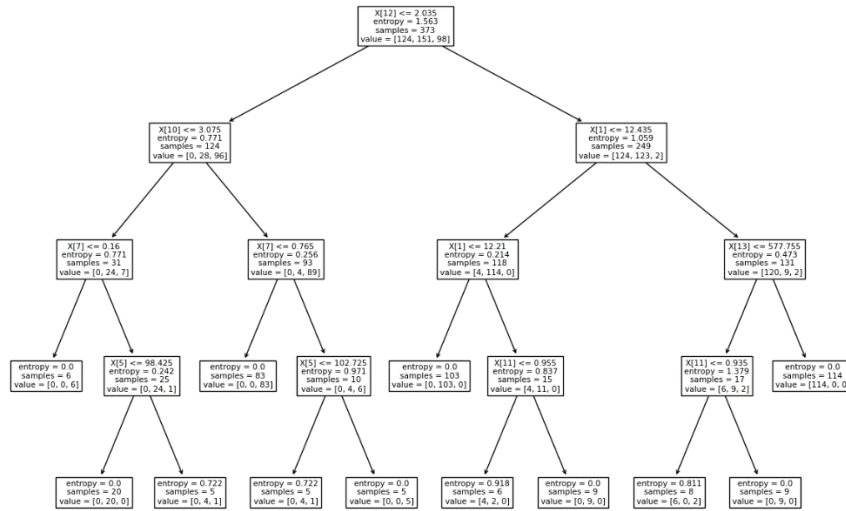 X[12] <= 2.035
entropy = 1.563
samples = 373
value = [124, 151, 98]
X[10] <= 3.075
entropy = 0.771
samples = 124
value = [0, 28, 96]
X[1] <= 12.435
entropy = 1.059
samples = 249
value = [124, 123, 2]
X[7] <= 0.16
entropy = 0.771
samples = 31
value = [0, 24, 7]
X[7] <= 0.765
entropy = 0.256
samples = 93
value = [0, 4, 89]
X[1] <= 12.21
entropy = 0.214
samples = 118
value = [4, 114, 0]
X[13] <= 577.755
entropy = 0.473
samples = 131
value = [120, 9, 2]
entropy = 0.0
samples = 6
value = [0, 0, 6]
X[5] <= 98.425
entropy = 0.242
samples = 25
value = [0, 24, 1]
entropy = 0.0
samples = 83
value = [0, 0, 83]
X[5] <= 102.725
entropy = 0.971
samples = 10
value = [0, 4, 6]
entropy = 0.0
samples = 103
value = [0, 103, 0]
X[11] <= 0.955
entropy = 0.837
samples = 15
value = [4, 11, 0]
X[11] <= 0.935
entropy = 1.379
samples = 17
value = [6, 9, 2]
entropy = 0.0
samples = 114
value = [114, 0, 0]
entropy = 0.0
samples = 20
value = [0, 20, 0]
entropy = 0.722
samples = 5
value = [0, 4, 1]
entropy = 0.722
samples = 5
value = [0, 4, 1]
entropy = 0.0
samples = 5
value = [0, 0, 5]
entropy = 0.918
samples = 6
value = [4, 2, 0]
entropy = 0.0
samples = 9
value = [0, 9, 0]
entropy = 0.811
samples = 8
value = [6, 0, 2]
entropy = 0.0
samples = 9
value = [0, 9, 0]